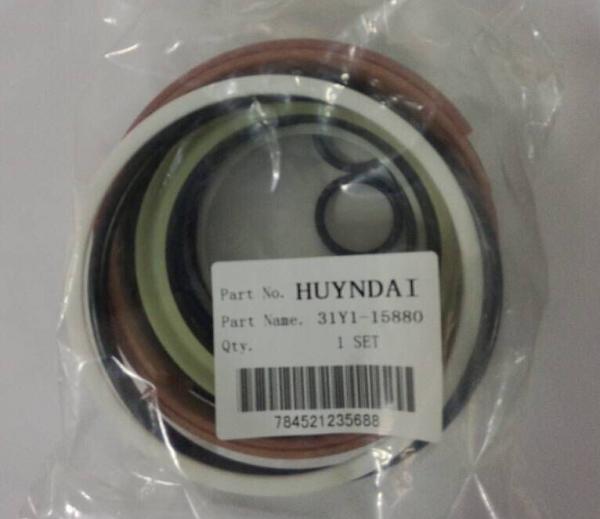 Part No. HUYNDAI
Part Name. 31Y1-15880
Qty. 1 SET
784521235688